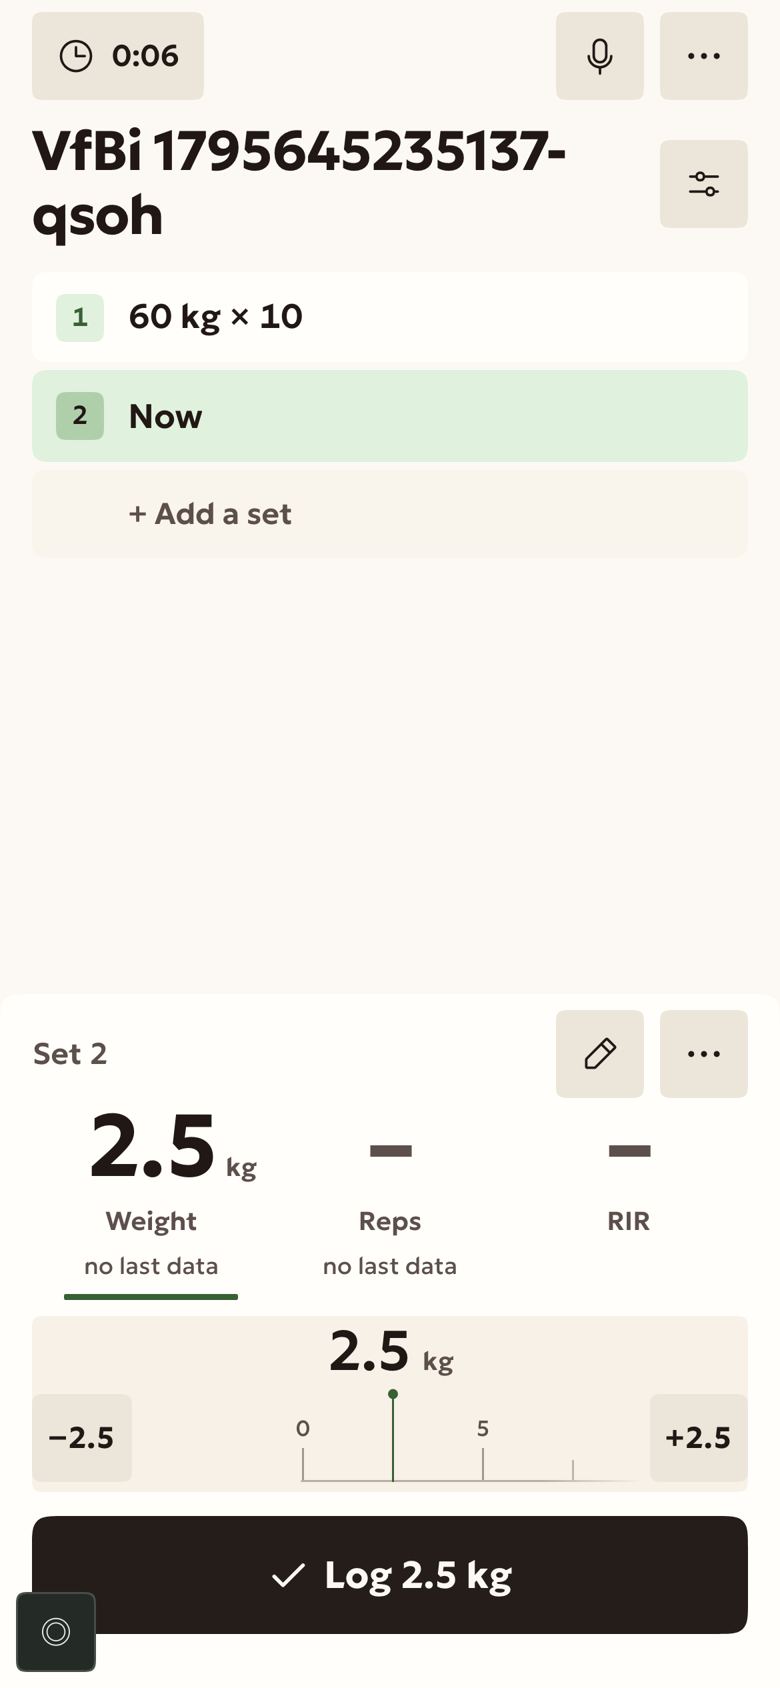 0:06
VfBi 1795645235137-
qsoh
1 60 kg × 10
2 Now
+ Add a set
Set 2
2.5 kg – –
Weight Reps RIR
no last data no last data
2.5 kg
−2.5 0 5 +2.5
Log 2.5 kg